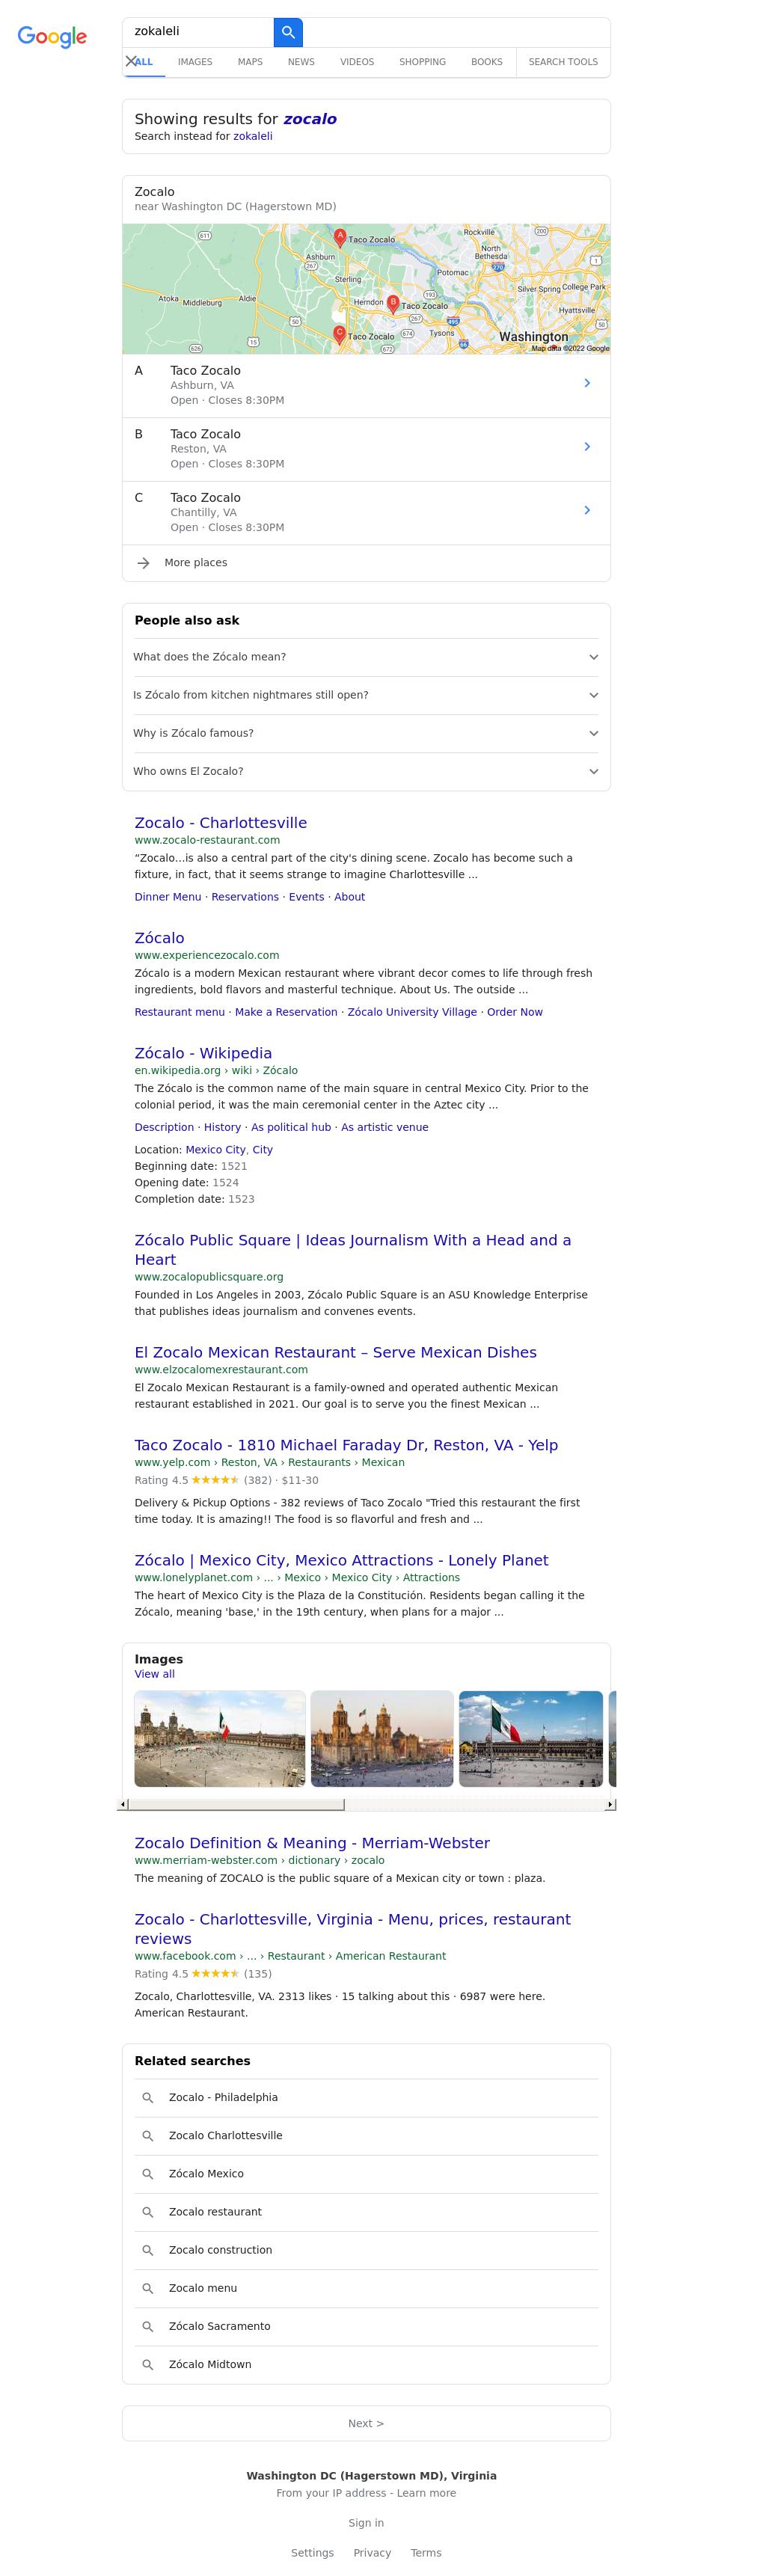 Google
zokaleli
ALL IMAGES MAPS NEWS VIDEOS SHOPPING BOOKS SEARCH TOOLS
Showing results for zocalo
Search instead for zokaleli
Zocalo
near Washington DC (Hagerstown MD)
611
Rockville
200
A Taco Zocalo
North
Bethesda
Ashburn
267
270
1
Potomac
Sterling
Silver Spring College Park
193
Atoka Middleburg Aldie
Herndon B Taco Zocalo
Hyattsville
50
50
267
495
50
267
C Taco Zocalo
674 Tysons
Washington
626
15
672
66
Map data ©2022 Google
A Taco Zocalo
Ashburn, VA
Open · Closes 8:30PM
B Taco Zocalo
Reston, VA
Open · Closes 8:30PM
C Taco Zocalo
Chantilly, VA
Open · Closes 8:30PM
More places
People also ask
What does the Zócalo mean?
Is Zócalo from kitchen nightmares still open?
Why is Zócalo famous?
Who owns El Zocalo?
Zocalo - Charlottesville
www.zocalo-restaurant.com
“Zocalo...is also a central part of the city's dining scene. Zocalo has become such a
fixture, in fact, that it seems strange to imagine Charlottesville ...
Dinner Menu · Reservations · Events · About
Zócalo
www.experiencezocalo.com
Zócalo is a modern Mexican restaurant where vibrant decor comes to life through fresh
ingredients, bold flavors and masterful technique. About Us. The outside ...
Restaurant menu · Make a Reservation · Zócalo University Village · Order Now
Zócalo - Wikipedia
en.wikipedia.org › wiki › Zócalo
The Zócalo is the common name of the main square in central Mexico City. Prior to the
colonial period, it was the main ceremonial center in the Aztec city ...
Description · History · As political hub · As artistic venue
Location: Mexico City, City
Beginning date: 1521
Opening date: 1524
Completion date: 1523
Zócalo Public Square | Ideas Journalism With a Head and a
Heart
www.zocalopublicsquare.org
Founded in Los Angeles in 2003, Zócalo Public Square is an ASU Knowledge Enterprise
that publishes ideas journalism and convenes events.
El Zocalo Mexican Restaurant – Serve Mexican Dishes
www.elzocalomexrestaurant.com
El Zocalo Mexican Restaurant is a family-owned and operated authentic Mexican
restaurant established in 2021. Our goal is to serve you the finest Mexican ...
Taco Zocalo - 1810 Michael Faraday Dr, Reston, VA - Yelp
www.yelp.com › Reston, VA › Restaurants › Mexican
Rating 4.5 (382) · $11-30
Delivery & Pickup Options - 382 reviews of Taco Zocalo "Tried this restaurant the first
time today. It is amazing!! The food is so flavorful and fresh and ...
Zócalo | Mexico City, Mexico Attractions - Lonely Planet
www.lonelyplanet.com › ... › Mexico › Mexico City › Attractions
The heart of Mexico City is the Plaza de la Constitución. Residents began calling it the
Zócalo, meaning 'base,' in the 19th century, when plans for a major ...
Images
View all
Zocalo Definition & Meaning - Merriam-Webster
www.merriam-webster.com › dictionary › zocalo
The meaning of ZOCALO is the public square of a Mexican city or town : plaza.
Zocalo - Charlottesville, Virginia - Menu, prices, restaurant
reviews
www.facebook.com › ... › Restaurant › American Restaurant
Rating 4.5 (135)
Zocalo, Charlottesville, VA. 2313 likes · 15 talking about this · 6987 were here.
American Restaurant.
Related searches
Zocalo - Philadelphia
Zocalo Charlottesville
Zócalo Mexico
Zocalo restaurant
Zocalo construction
Zocalo menu
Zócalo Sacramento
Zócalo Midtown
Next >
Washington DC (Hagerstown MD), Virginia
From your IP address - Learn more
Sign in
Settings Privacy Terms